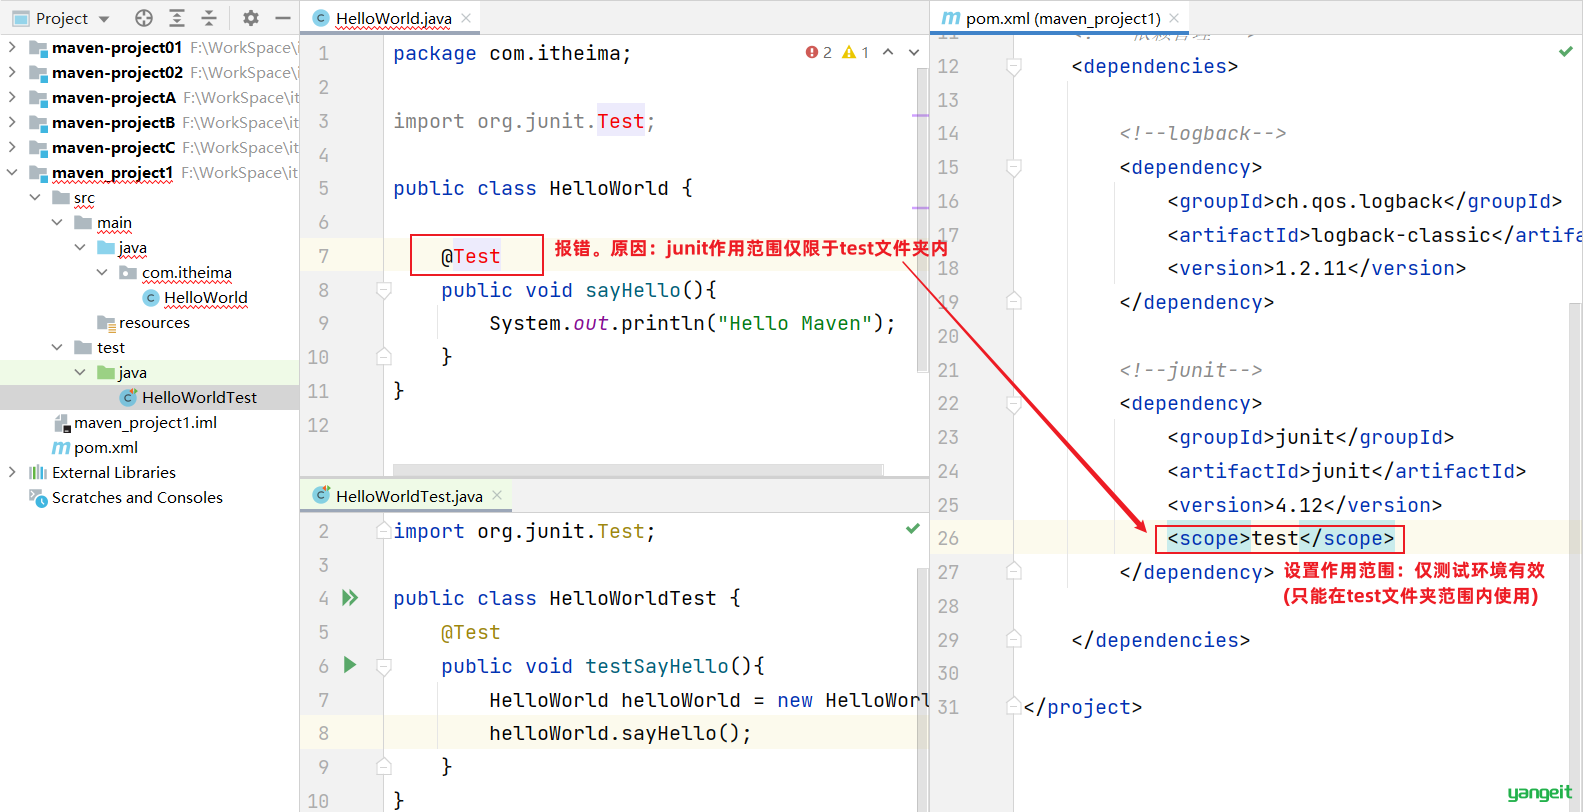 Project
maven-project01 F:\WorkSpace\i
maven-project02 F:\WorkSpace\i
maven-projectA F:\WorkSpace\it
maven-projectB F:\WorkSpace\it
maven-projectC F:\WorkSpace\it
maven_project1 F:\WorkSpace\it
src
main
java
com.itheima
HelloWorld
resources
test
java
HelloWorldTest
maven_project1.iml
pom.xml
External Libraries
Scratches and Consoles
HelloWorld.java
2 1
1 package com.itheima;
2
3 import org.junit.Test;
4
5 public class HelloWorld {
6
7 @Test
报错。原因：junit作用范围仅限于test文件夹内
8 public void sayHello(){
9 System.out.println("Hello Maven");
10 }
11 }
12
HelloWorldTest.java
2 import org.junit.Test;
3
4 public class HelloWorldTest {
5 @Test
6 public void testSayHello(){
7 HelloWorld helloWorld = new HelloWorl
8 helloWorld.sayHello();
9 }
10 }
pom.xml (maven_project1)
12 <dependencies>
13
14 <!--logback-->
15 <dependency>
16 <groupId>ch.qos.logback</groupId>
17 <artifactId>logback-classic</artifa
18 <version>1.2.11</version>
19 </dependency>
20
21 <!--junit-->
22 <dependency>
23 <groupId>junit</groupId>
24 <artifactId>junit</artifactId>
25 <version>4.12</version>
26 <scope>test</scope>
27 </dependency>
设置作用范围：仅测试环境有效
(只能在test文件夹范围内使用)
28
29 </dependencies>
30
31 </project>
yangeit